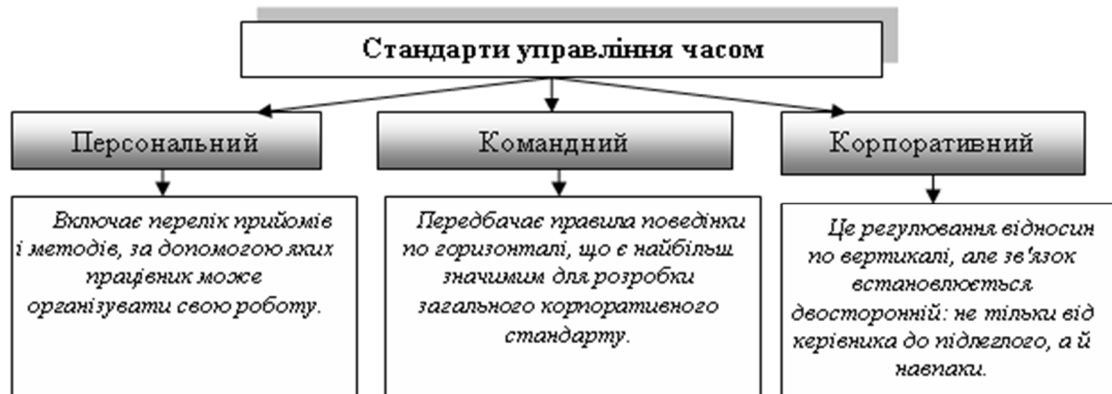 Стандарти управління часом
Персональний
Командний
Корпоративний
Включає перелік прийомів
і методів, за допомогою яких
працівник може
організувати свою роботу.
Передбачає правила поведінки
по горизонталі, що є найбільш
значимим для розробки
загального корпоративного
стандарту.
Це регулювання відносин
по вертикалі, але зв'язок
встановлюється
двосторонній: не тільки від
керівника до підлеглого, а й
навпаки.